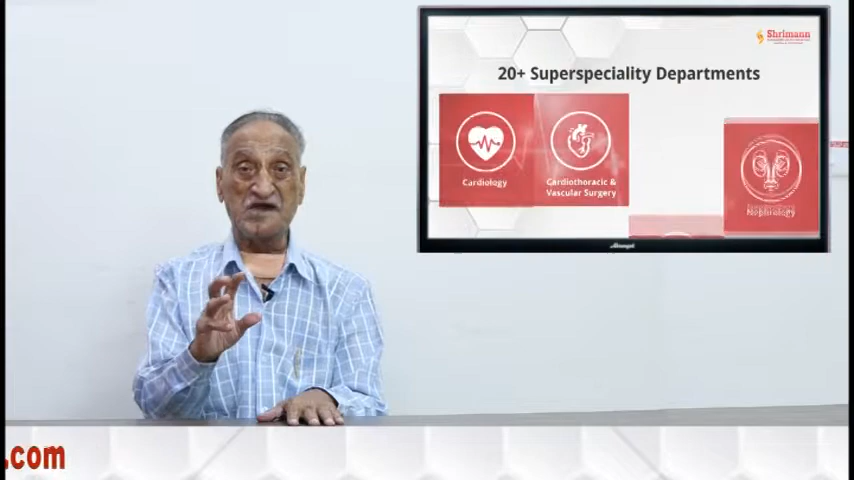 Shrimann
20+ Superspeciality Departments
Cardiology
Cardiothoracic &
Vascular Surgery
Nephrology
.com